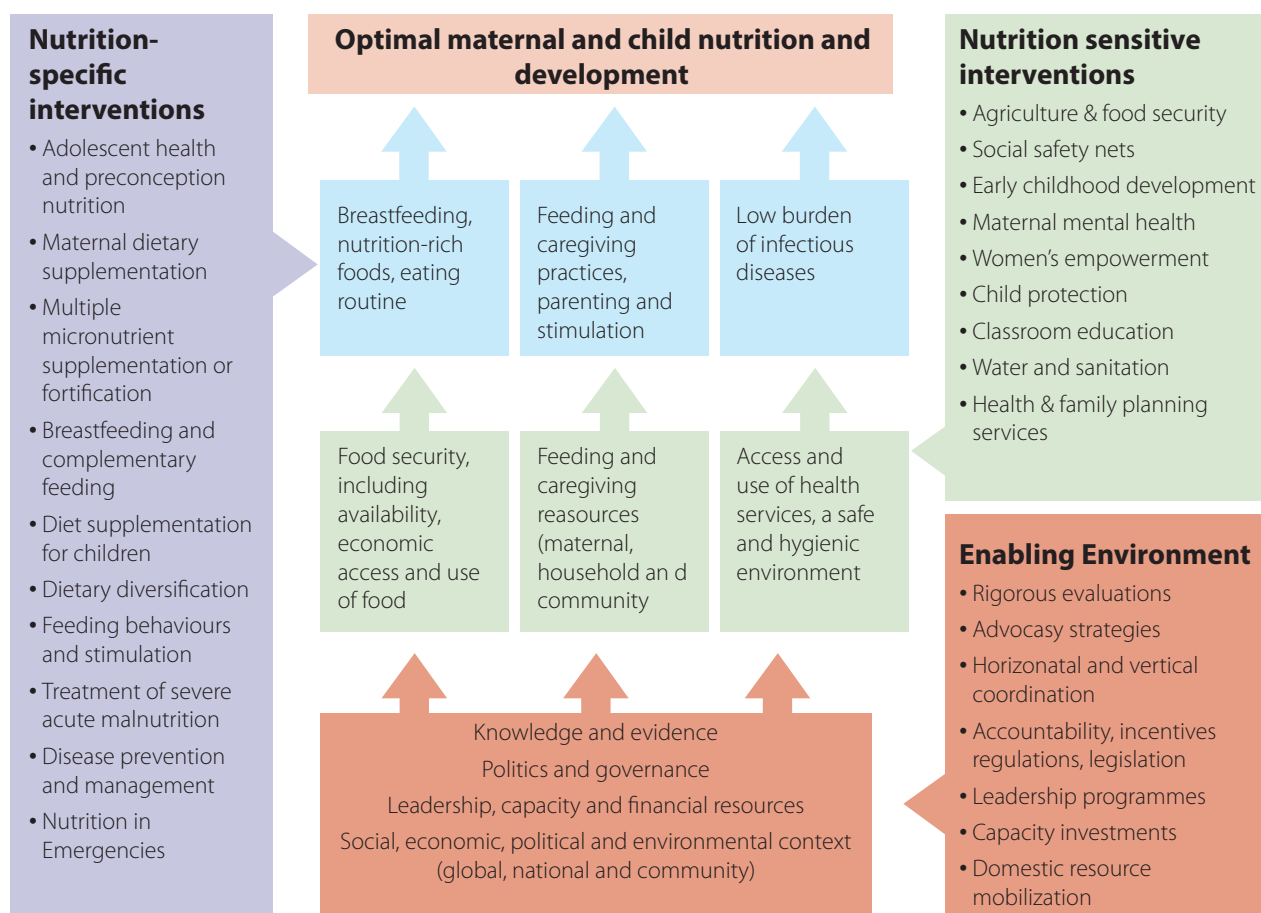 Nutrition-
specific
interventions
• Adolescent health
and preconception
nutrition
• Maternal dietary
supplementation
• Multiple
micronutrient
supplementation or
fortification
• Breastfeeding and
complementary
feeding
• Diet supplementation
for children
• Dietary diversification
• Feeding behaviours
and stimulation
• Treatment of severe
acute malnutrition
• Disease prevention
and management
• Nutrition in
Emergencies
Optimal maternal and child nutrition and
development
Breastfeeding,
nutrition-rich
foods, eating
routine
Feeding and
caregiving
practices,
parenting and
stimulation
Low burden
of infectious
diseases
Food security,
including
availability,
economic
access and use
of food
Feeding and
caregiving
reasources
(maternal,
household an d
community
Access and
use of health
services, a safe
and hygienic
environment
Knowledge and evidence
Politics and governance
Leadership, capacity and financial resources
Social, economic, political and environmental context
(global, national and community)
Nutrition sensitive
interventions
• Agriculture & food security
• Social safety nets
• Early childhood development
• Maternal mental health
• Women’s empowerment
• Child protection
• Classroom education
• Water and sanitation
• Health & family planning
services
Enabling Environment
• Rigorous evaluations
• Advocasy strategies
• Horizonatal and vertical
coordination
• Accountability, incentives
regulations, legislation
• Leadership programmes
• Capacity investments
• Domestic resource
mobilization